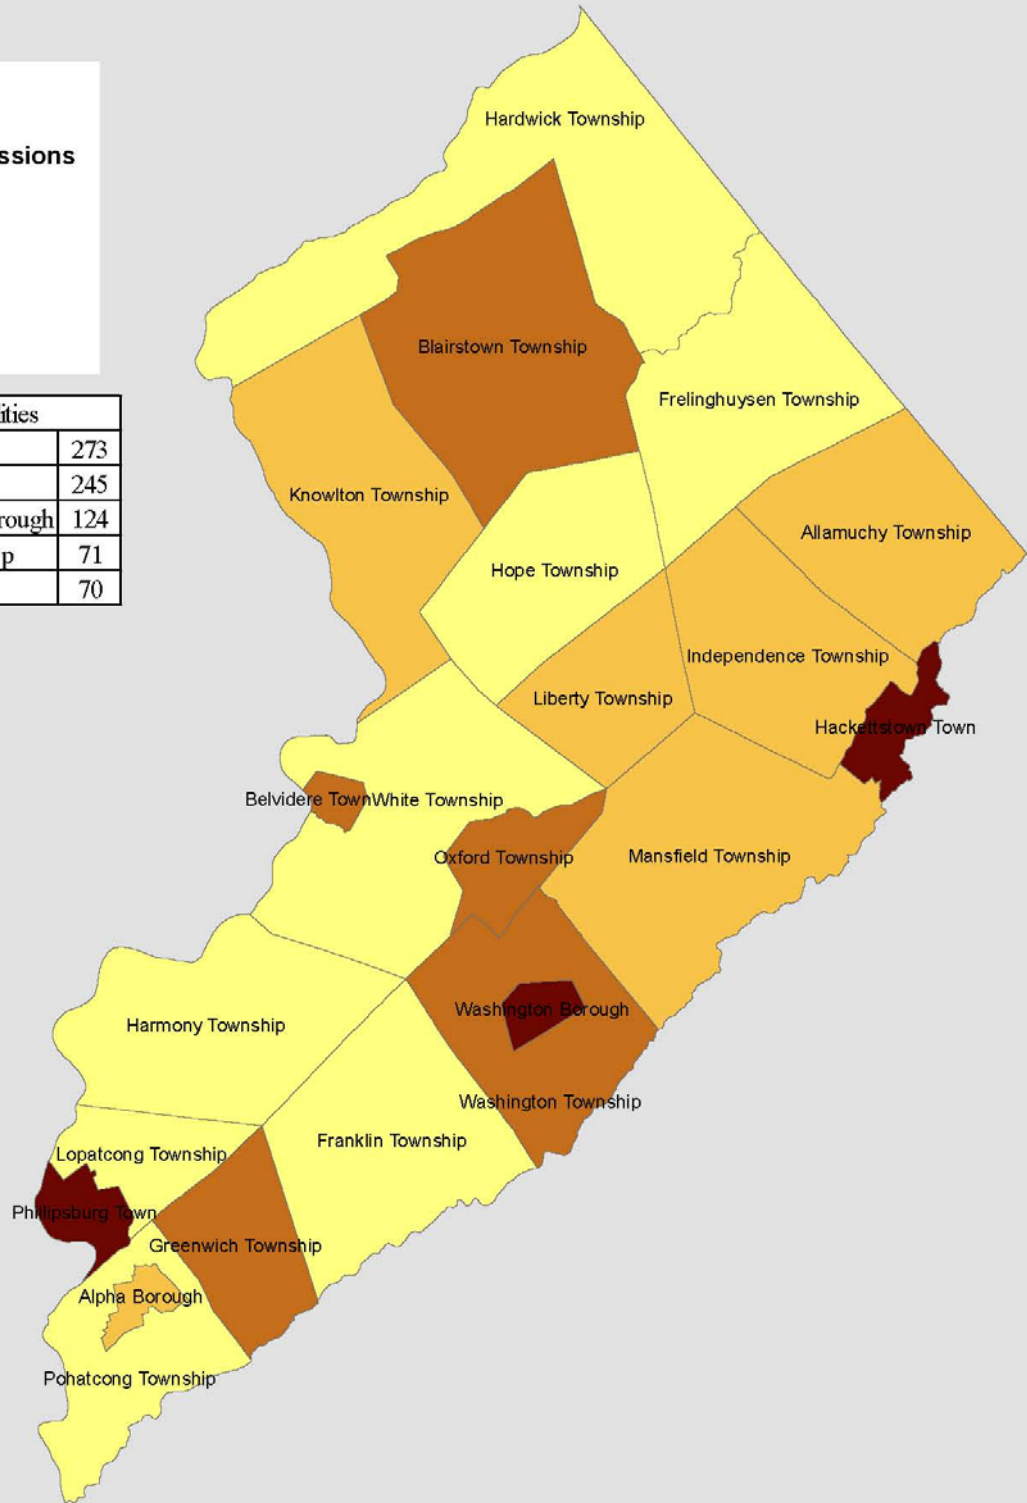 ssions
ities
273
245
rough 124
p 71
70
Hardwick Township
Blairstown Township
Frelinghuysen Township
Knowlton Township
Allamuchy Township
Hope Township
Independence Township
Liberty Township
Hackettstown Town
Belvidere Town
White Township
Oxford Township
Mansfield Township
Washington Borough
Harmony Township
Washington Township
Franklin Township
Lopatcong Township
Phillipsburg Town
Greenwich Township
Alpha Borough
Pohatcong Township